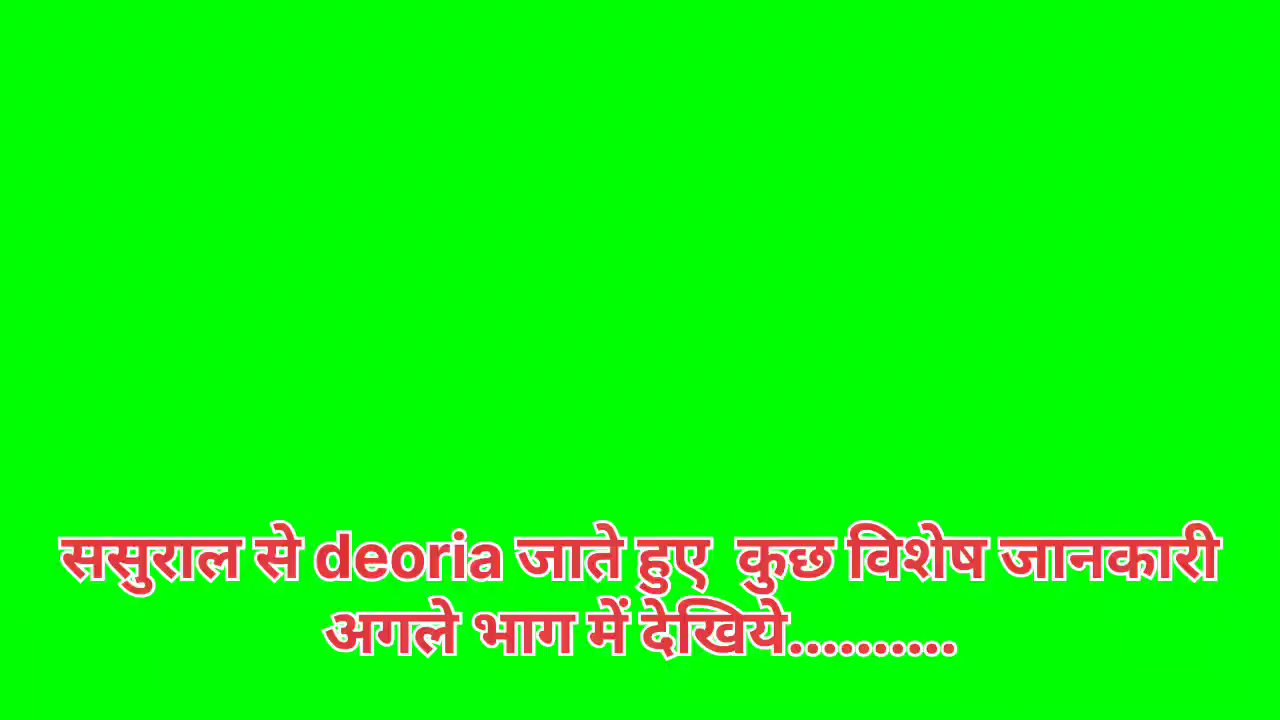 ससुराल से deoria जाते हुए  कुछ विशेष जानकारी
अगले भाग में देखिये..........